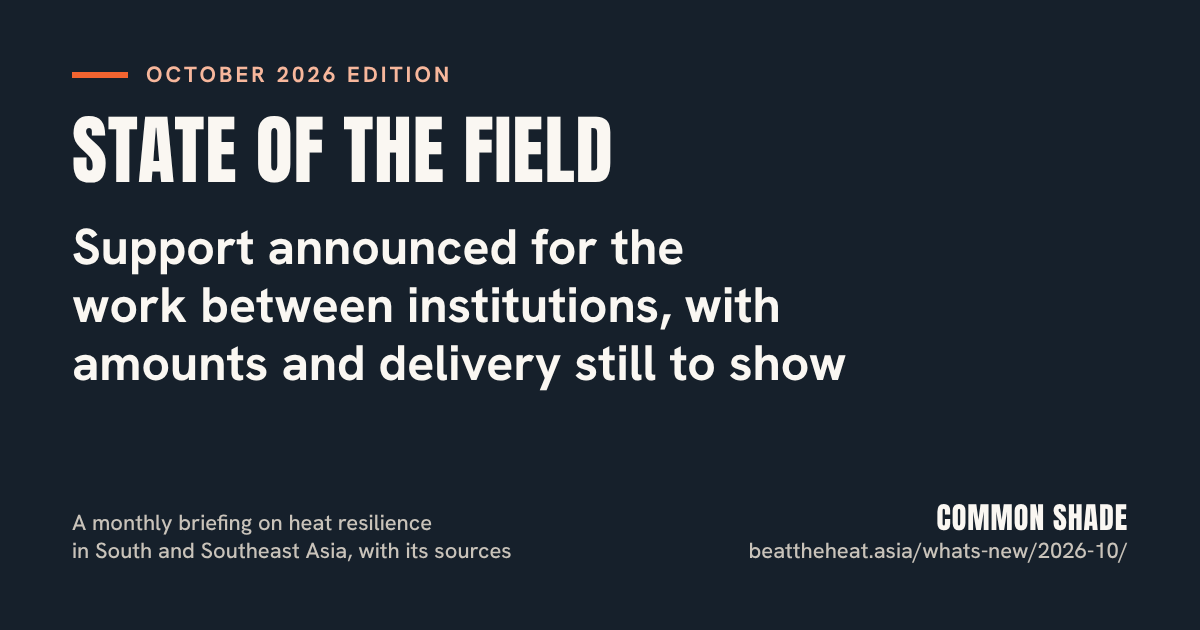 OCTOBER 2026 EDITION
STATE OF THE FIELD
Support announced for the
work between institutions, with
amounts and delivery still to show
A monthly briefing on heat resilience
in South and Southeast Asia, with its sources
COMMON SHADE
beattheheat.asia/whats-new/2026-10/